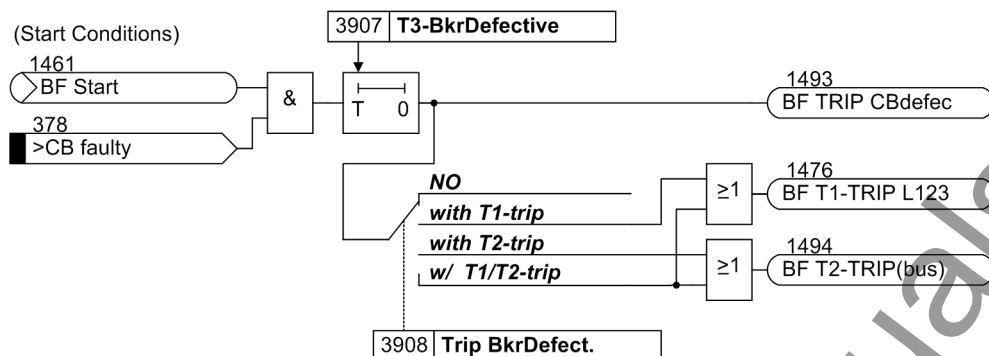 3907 T3-BkrDefective
(Start Conditions)
1461
BF Start
&
T 0
1493
BF TRIP CBdefec
378
>CB faulty
NO
with T1-trip
with T2-trip
w/ T1/T2-trip
≥1
1476
BF T1-TRIP L123
≥1
1494
BF T2-TRIP(bus)
3908 Trip BkrDefect.